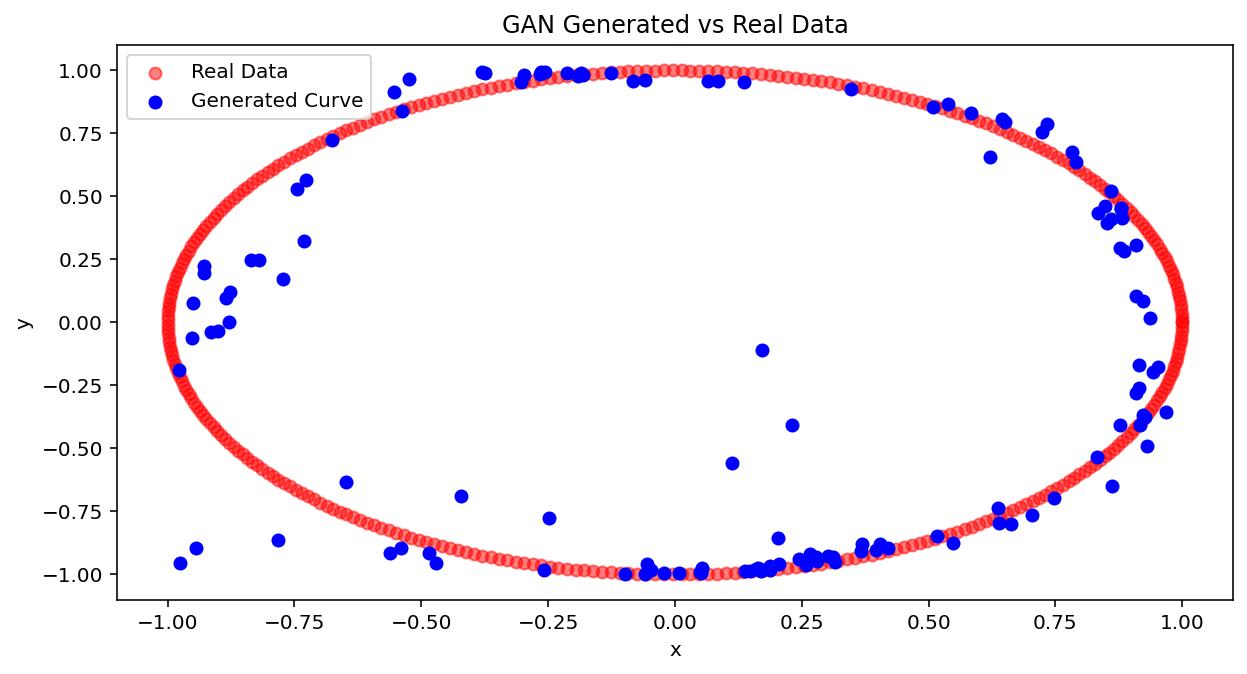 GAN Generated vs Real Data
Real Data
Generated Curve
1.00
0.75
0.50
0.25
0.00
−0.25
−0.50
−0.75
−1.00
y
−1.00 −0.75 −0.50 −0.25 0.00 0.25 0.50 0.75 1.00
x